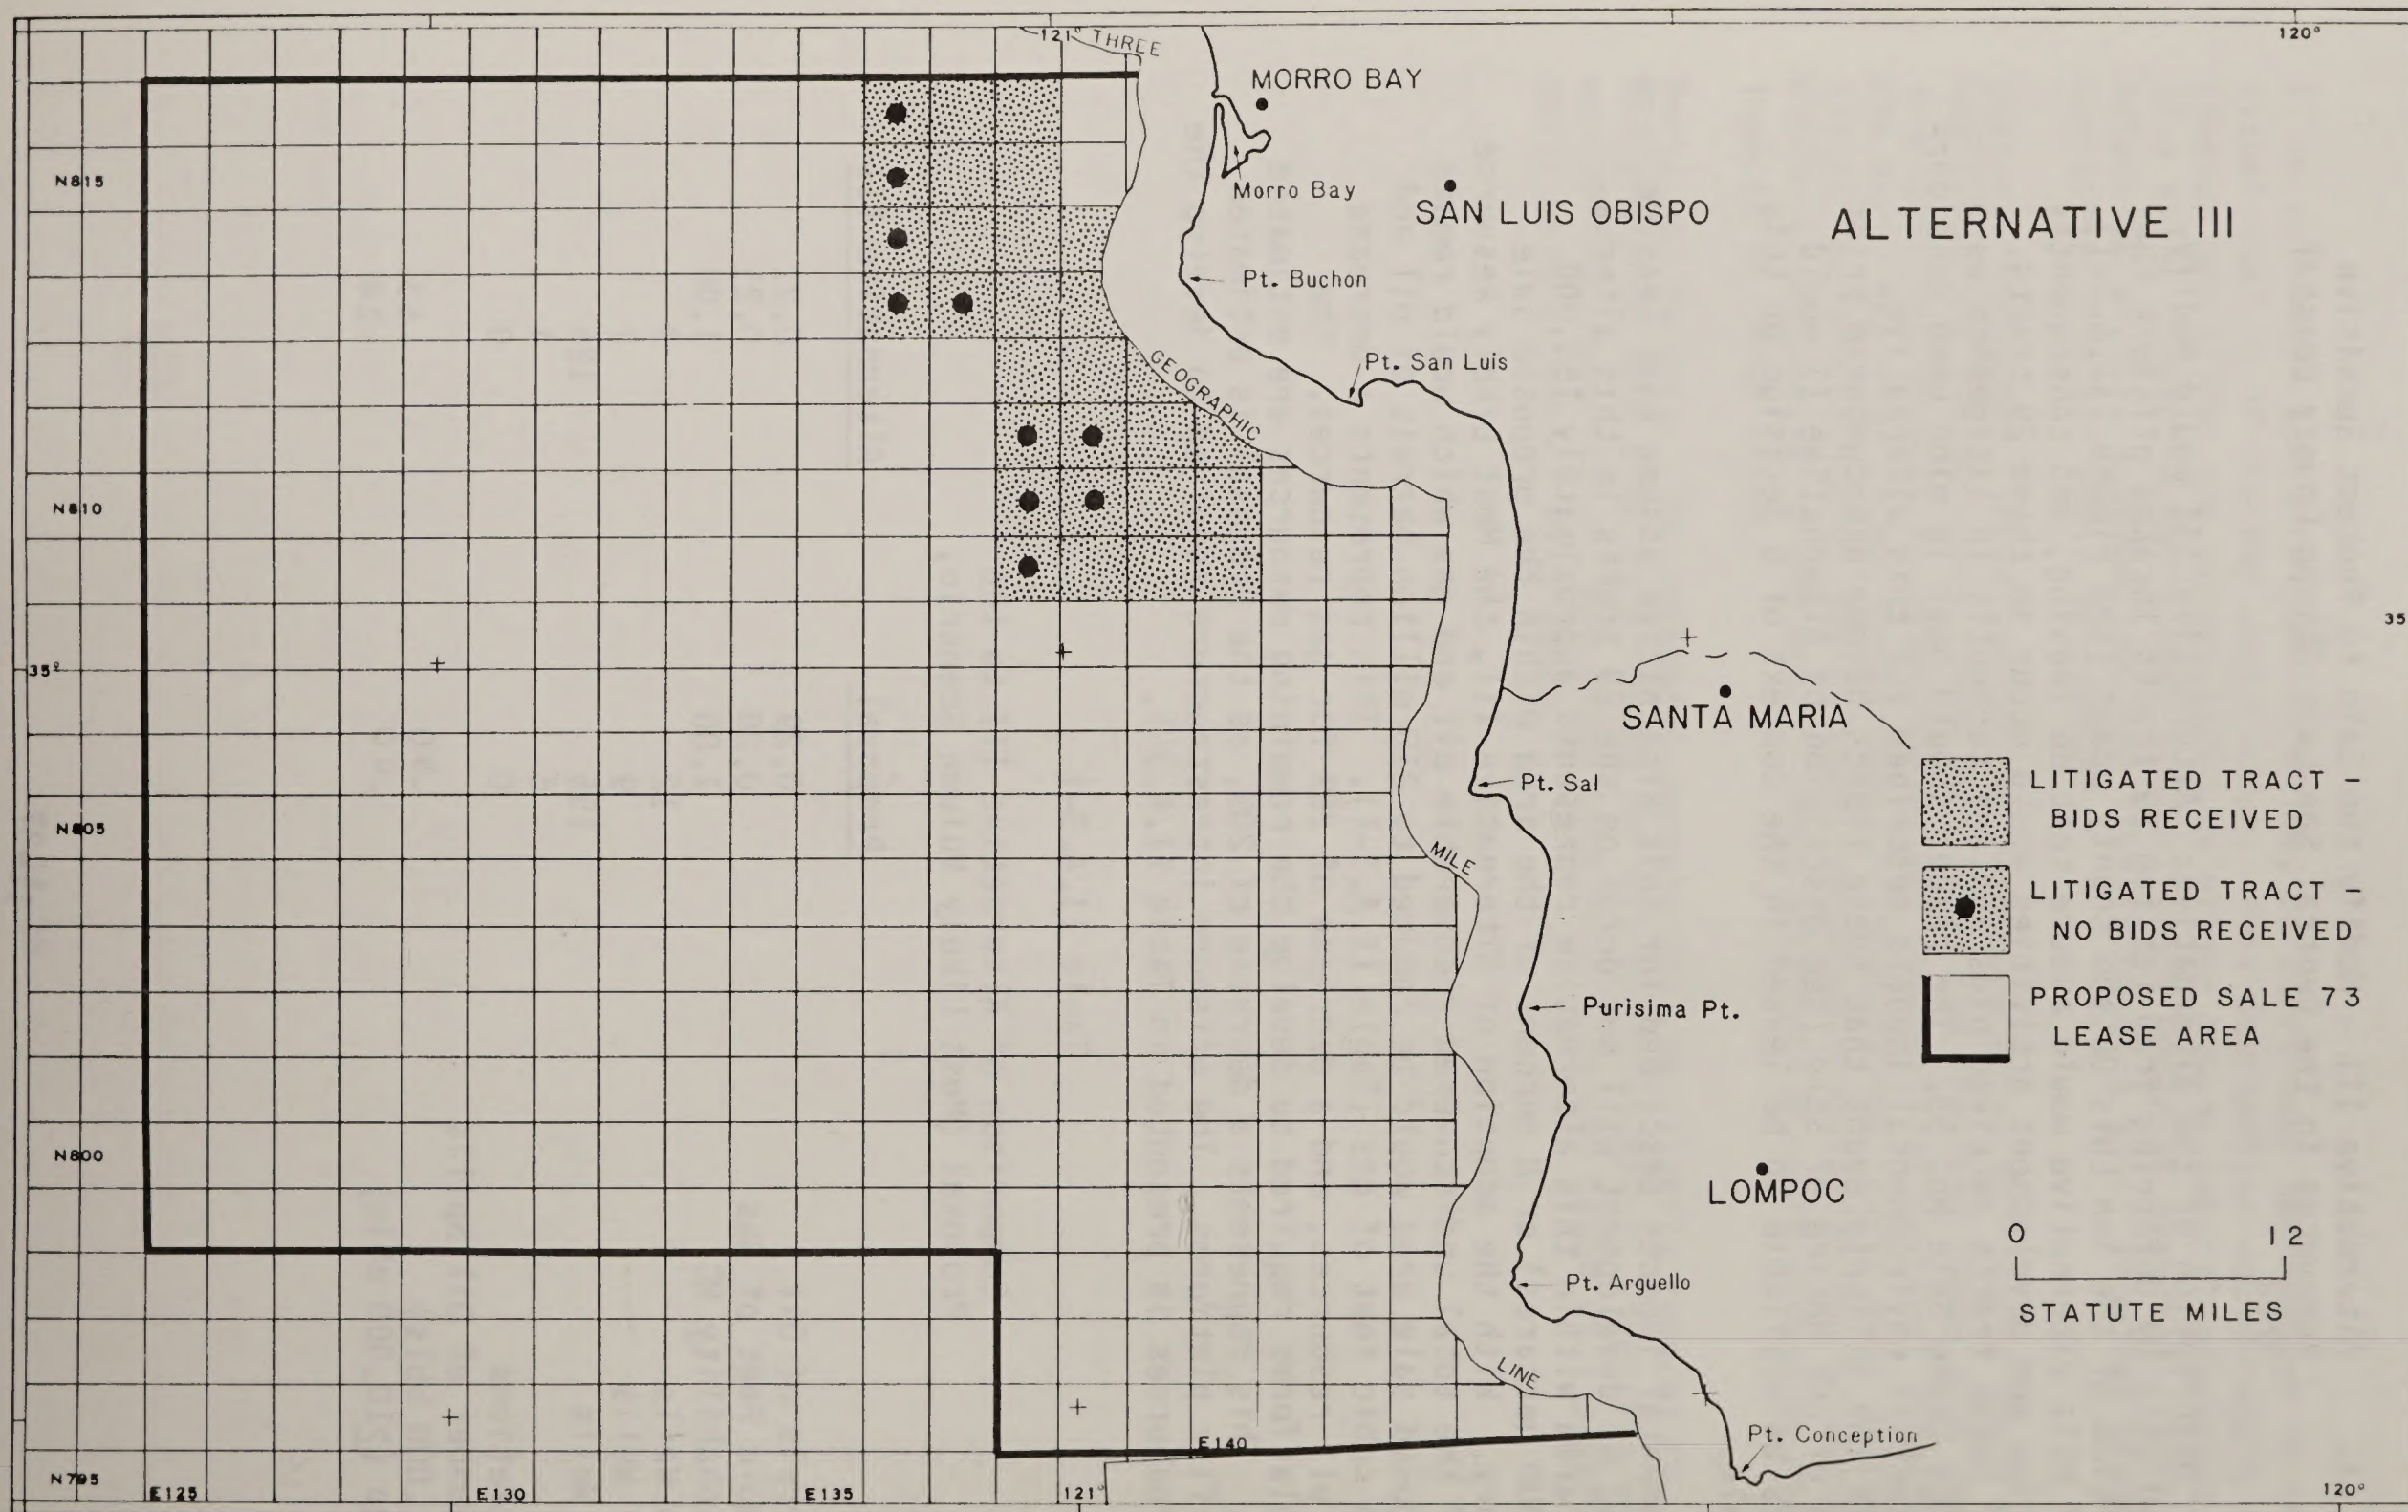 121° THREE
120°
MORRO BAY
N815
Morro Bay
SAN LUIS OBISPO
ALTERNATIVE III
Pt. Buchon
GEOGRAPHIC
Pt. San Luis
N810
35
35°
SANTA MARIA
Pt. Sal
LITIGATED TRACT –
BIDS RECEIVED
N805
MILE
LITIGATED TRACT –
NO BIDS RECEIVED
PROPOSED SALE 73
LEASE AREA
Purisima Pt.
N800
LOMPOC
0 12
STATUTE MILES
Pt. Arguello
LINE
Pt. Conception
E140
N795
E125
E130
E135
121°
120°